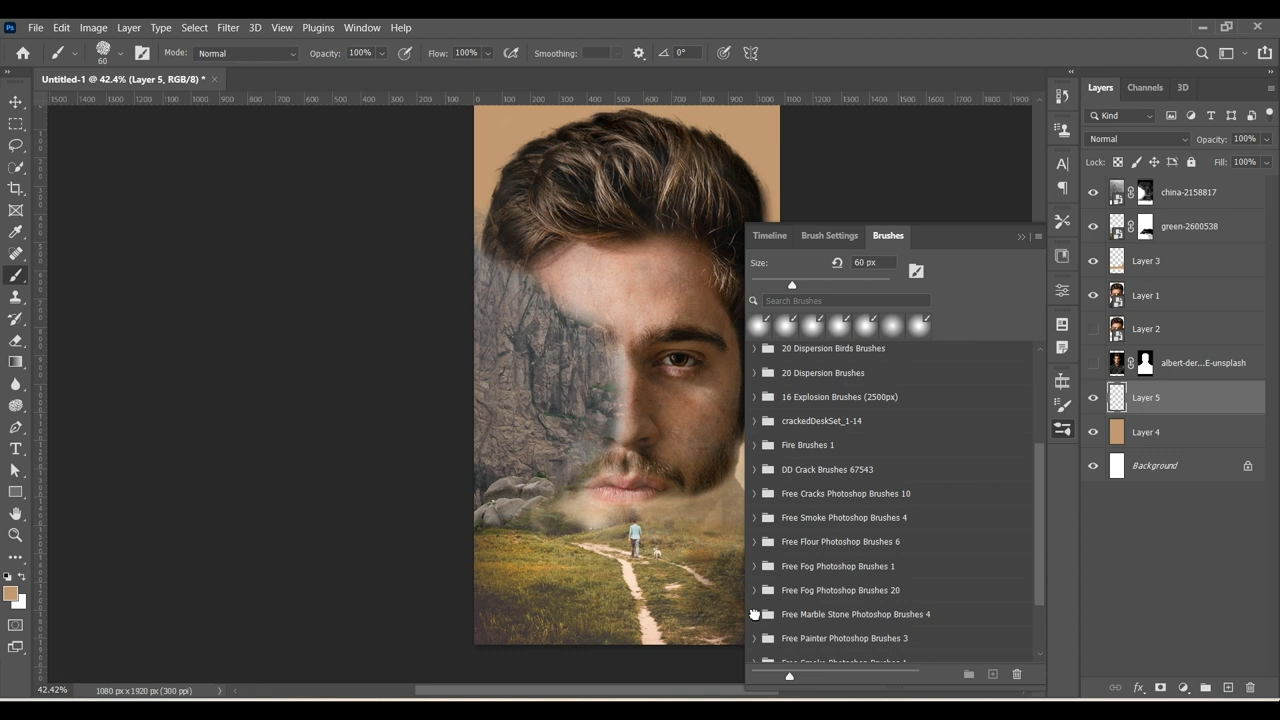 Ps File Edit Image Layer Type Select Filter 3D View Plugins Window Help
60 Mode: Normal Opacity: 100% Flow: 100% Smoothing: 0°
Untitled-1 @ 42.4% (Layer 5, RGB/8) *
1500 1400 1300 1200 1100 1000 900 800 700 600 500 400 300 200 100 0 100 200 300 400 500 600 700 800 900 1000 1100 1200 1300 1400 1500 1600 1700 1800 1900
Timeline Brush Settings Brushes
Size: 60 px
Search Brushes
20 Dispersion Birds Brushes
20 Dispersion Brushes
16 Explosion Brushes (2500px)
crackedDeskSet_1-14
Fire Brushes 1
DD Crack Brushes 67543
Free Cracks Photoshop Brushes 10
Free Smoke Photoshop Brushes 4
Free Flour Photoshop Brushes 6
Free Fog Photoshop Brushes 1
Free Fog Photoshop Brushes 20
Free Marble Stone Photoshop Brushes 4
Free Painter Photoshop Brushes 3
Layers Channels 3D
Kind
Normal Opacity: 100%
Lock: Fill: 100%
china-2158817
green-2600538
Layer 3
Layer 1
Layer 2
albert-der...E-unsplash
Layer 5
Layer 4
Background
fx
42.42% 1080 px x 1920 px (300 ppi)